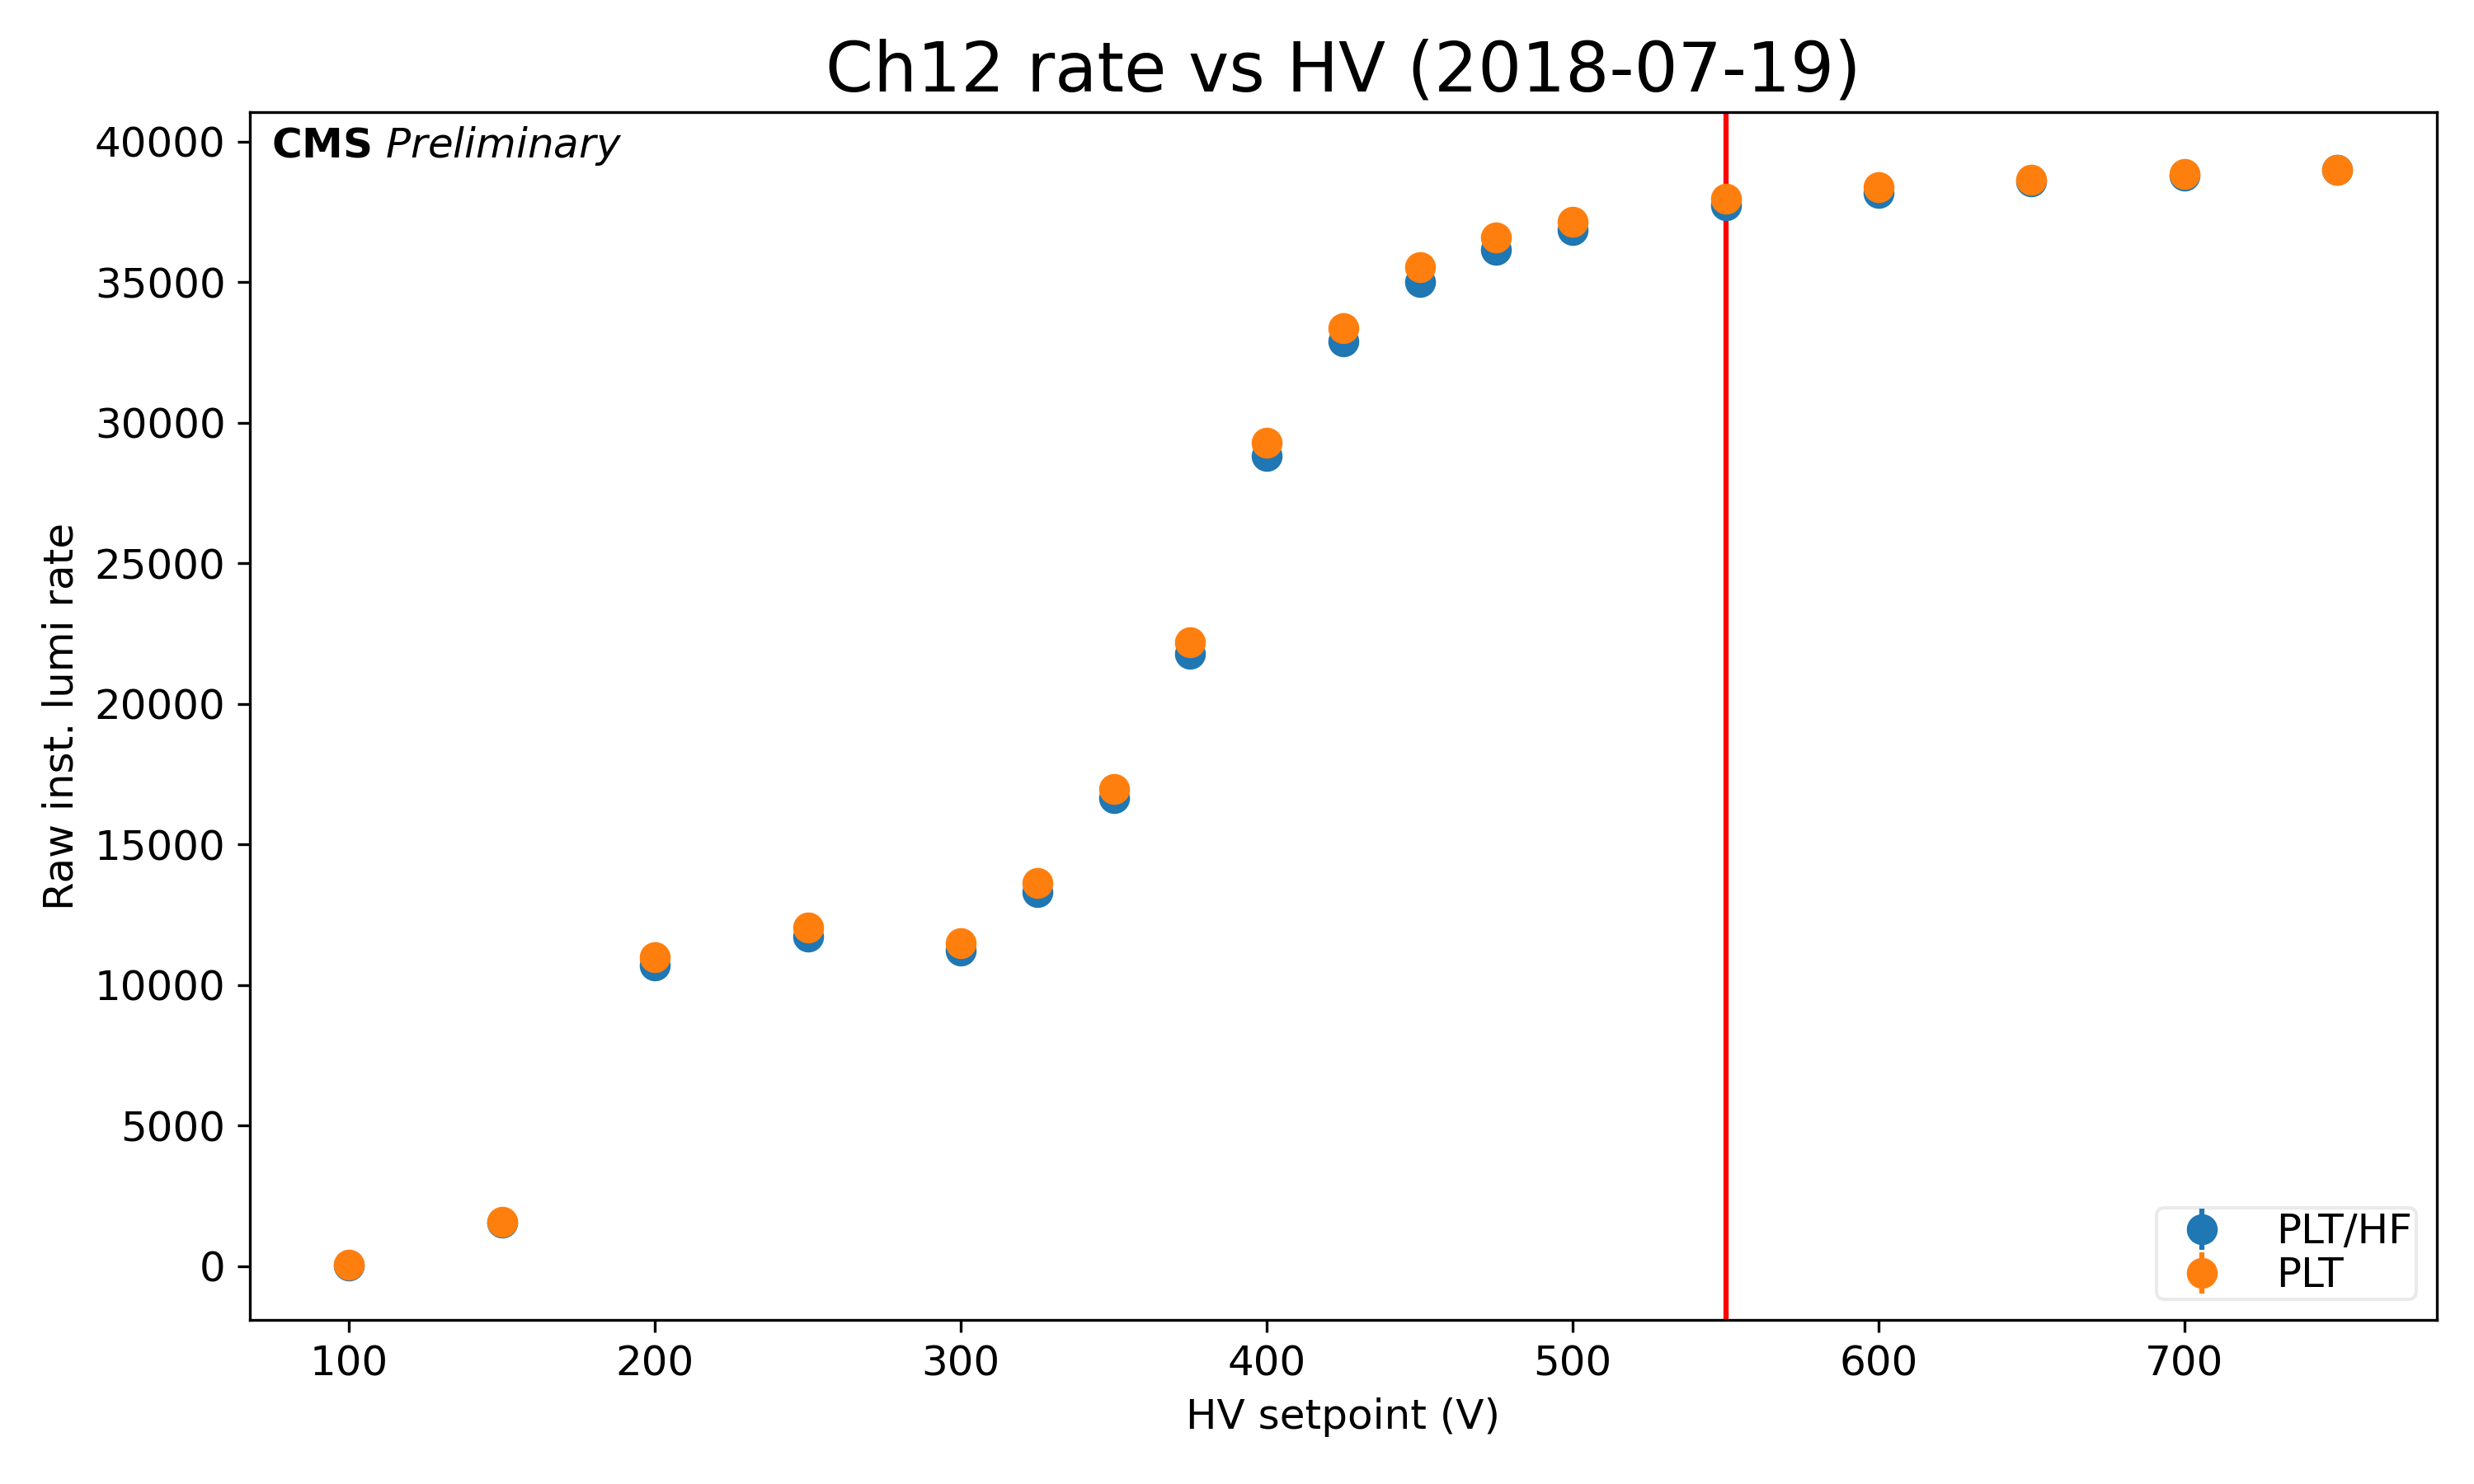 Ch12 rate vs HV (2018-07-19)
CMS Preliminary
40000
35000
30000
25000
20000
15000
10000
5000
0
Raw inst. lumi rate
PLT/HF
PLT
100 200 300 400 500 600 700
HV setpoint (V)